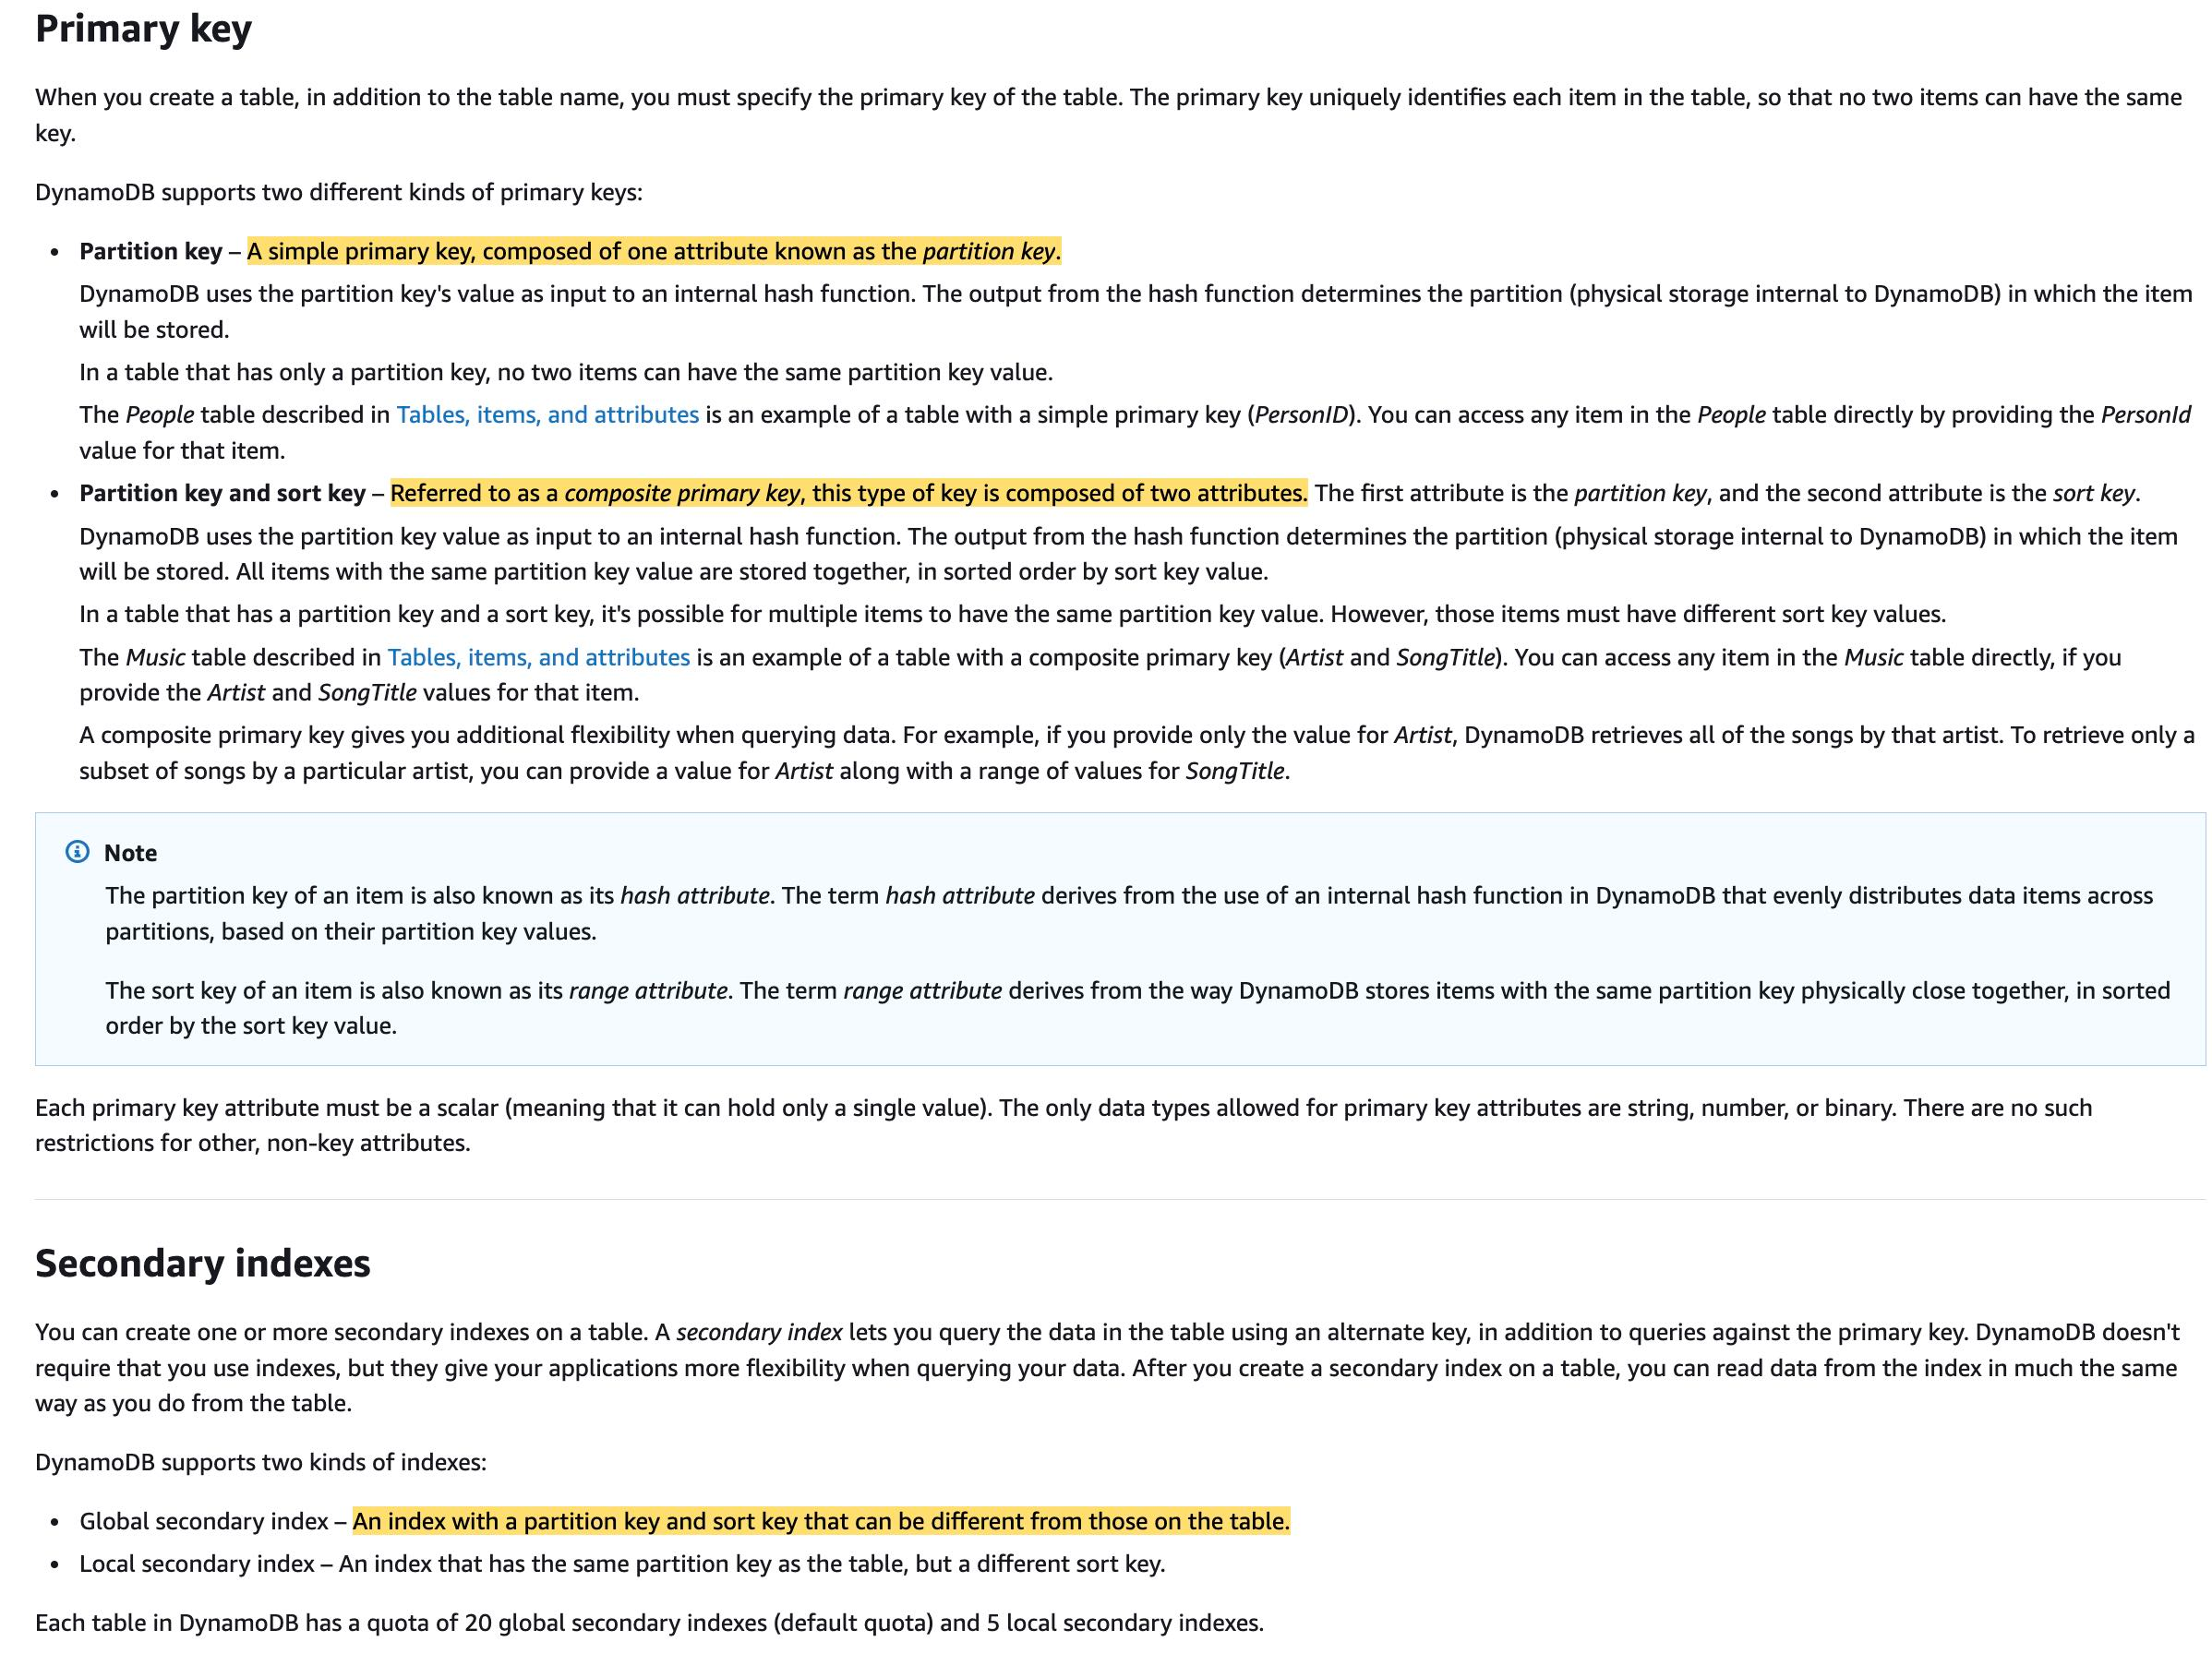 Primary key
When you create a table, in addition to the table name, you must specify the primary key of the table. The primary key uniquely identifies each item in the table, so that no two items can have the same
key.
DynamoDB supports two different kinds of primary keys:
• Partition key – A simple primary key, composed of one attribute known as the partition key.
DynamoDB uses the partition key's value as input to an internal hash function. The output from the hash function determines the partition (physical storage internal to DynamoDB) in which the item
will be stored.
In a table that has only a partition key, no two items can have the same partition key value.
The People table described in Tables, items, and attributes is an example of a table with a simple primary key (PersonID). You can access any item in the People table directly by providing the PersonId
value for that item.
• Partition key and sort key – Referred to as a composite primary key, this type of key is composed of two attributes. The first attribute is the partition key, and the second attribute is the sort key.
DynamoDB uses the partition key value as input to an internal hash function. The output from the hash function determines the partition (physical storage internal to DynamoDB) in which the item
will be stored. All items with the same partition key value are stored together, in sorted order by sort key value.
In a table that has a partition key and a sort key, it's possible for multiple items to have the same partition key value. However, those items must have different sort key values.
The Music table described in Tables, items, and attributes is an example of a table with a composite primary key (Artist and SongTitle). You can access any item in the Music table directly, if you
provide the Artist and SongTitle values for that item.
A composite primary key gives you additional flexibility when querying data. For example, if you provide only the value for Artist, DynamoDB retrieves all of the songs by that artist. To retrieve only a
subset of songs by a particular artist, you can provide a value for Artist along with a range of values for SongTitle.
Note
The partition key of an item is also known as its hash attribute. The term hash attribute derives from the use of an internal hash function in DynamoDB that evenly distributes data items across
partitions, based on their partition key values.
The sort key of an item is also known as its range attribute. The term range attribute derives from the way DynamoDB stores items with the same partition key physically close together, in sorted
order by the sort key value.
Each primary key attribute must be a scalar (meaning that it can hold only a single value). The only data types allowed for primary key attributes are string, number, or binary. There are no such
restrictions for other, non-key attributes.
Secondary indexes
You can create one or more secondary indexes on a table. A secondary index lets you query the data in the table using an alternate key, in addition to queries against the primary key. DynamoDB doesn't
require that you use indexes, but they give your applications more flexibility when querying your data. After you create a secondary index on a table, you can read data from the index in much the same
way as you do from the table.
DynamoDB supports two kinds of indexes:
• Global secondary index – An index with a partition key and sort key that can be different from those on the table.
• Local secondary index – An index that has the same partition key as the table, but a different sort key.
Each table in DynamoDB has a quota of 20 global secondary indexes (default quota) and 5 local secondary indexes.